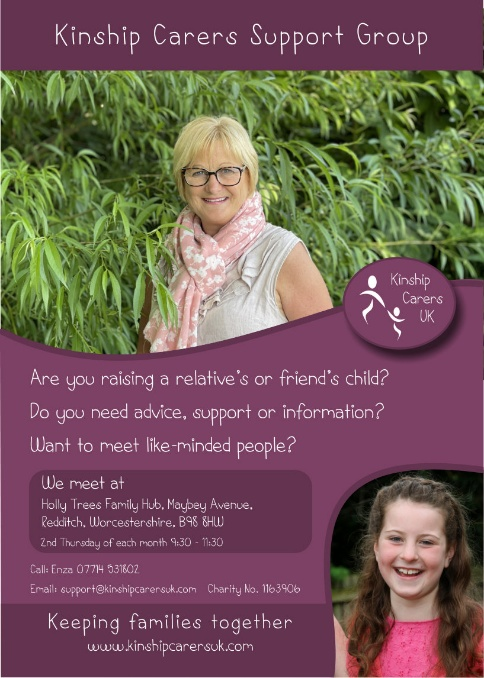 Kinship Carers Support Group
Kinship
Carers
UK
Are you raising a relative's or friend's child?
Do you need advice, support or information?
Want to meet like-minded people?
We meet at
Holly Trees Family Hub, Maybey Avenue,
Redditch, Worcestershire, B98 8HW
2nd Thursday of each month 9:30 - 11:30
Call: Enza 07714 531802
Email: support@kinshipcarersuk.com Charity No. 1163906
Keeping families together
www.kinshipcarersuk.com